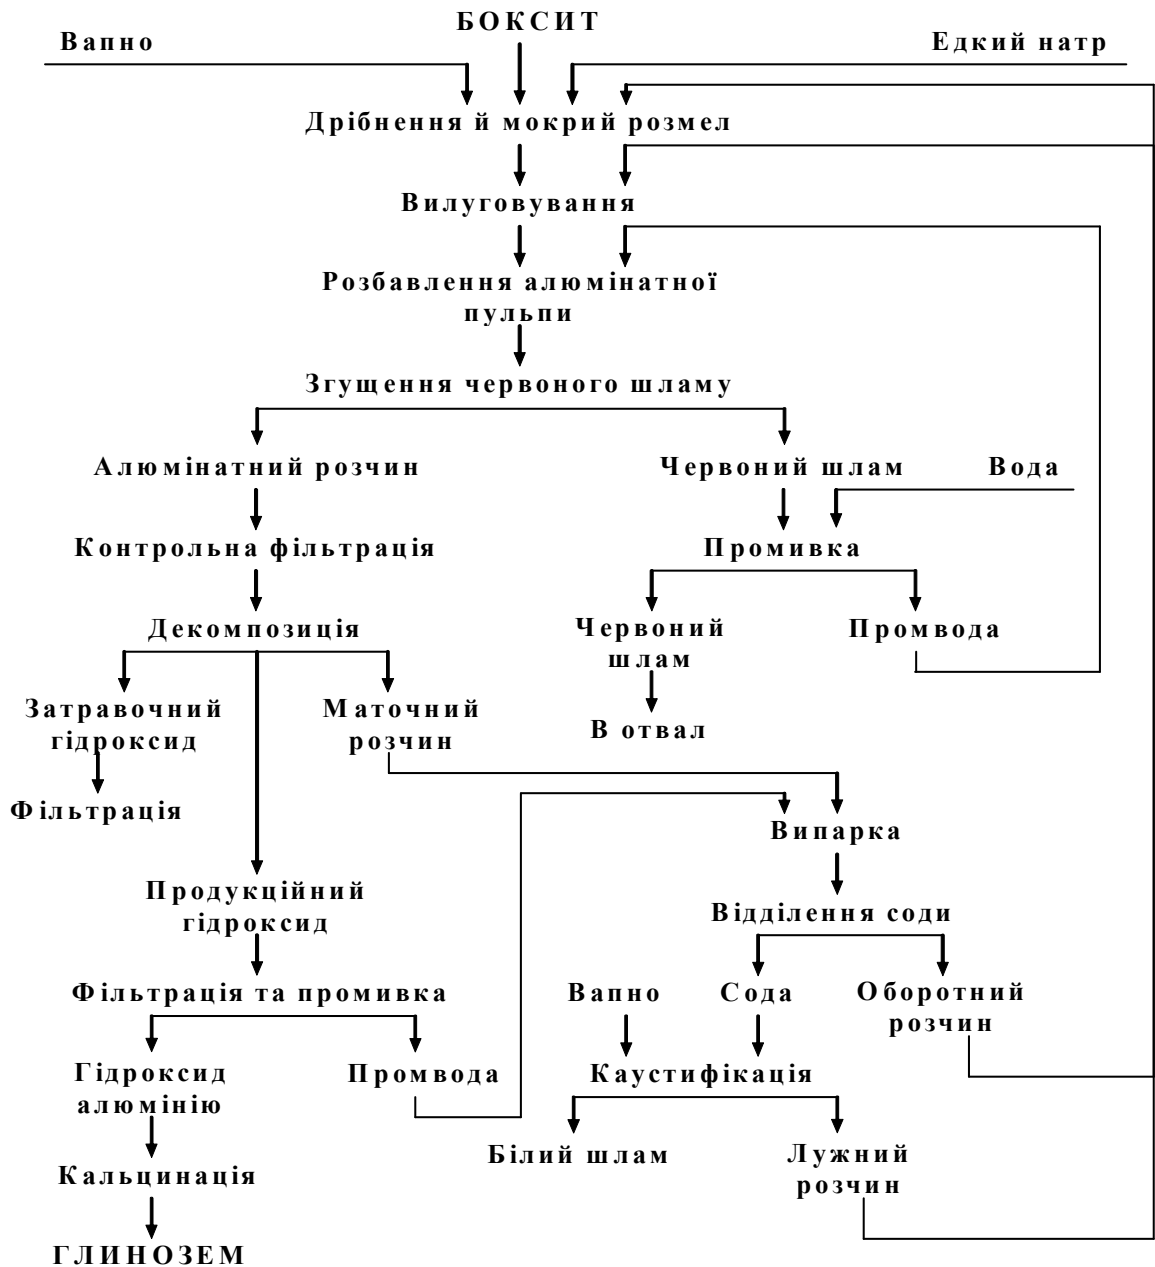 БОКСИТ
Вапно
Едкий натр
Дрібнення й мокрий розмел
Вилуговування
Розбавлення алюмінатної
пульпи
Згущення червоного шламу
Алюмінатний розчин
Червоний шлам
Вода
Контрольна фільтрація
Промивка
Декомпозиція
Червоний
шлам
Промвода
Затравочний
гідроксид
Маточний
розчин
В отвал
Фільтрація
Випарка
Продукційний
гідроксид
Відділення соди
Фільтрація та промивка
Вапно
Сода
Оборотний
розчин
Гідроксид
алюмінію
Промвода
Каустифікація
Білий шлам
Лужний
розчин
Кальцинація
ГЛИНОЗЕМ